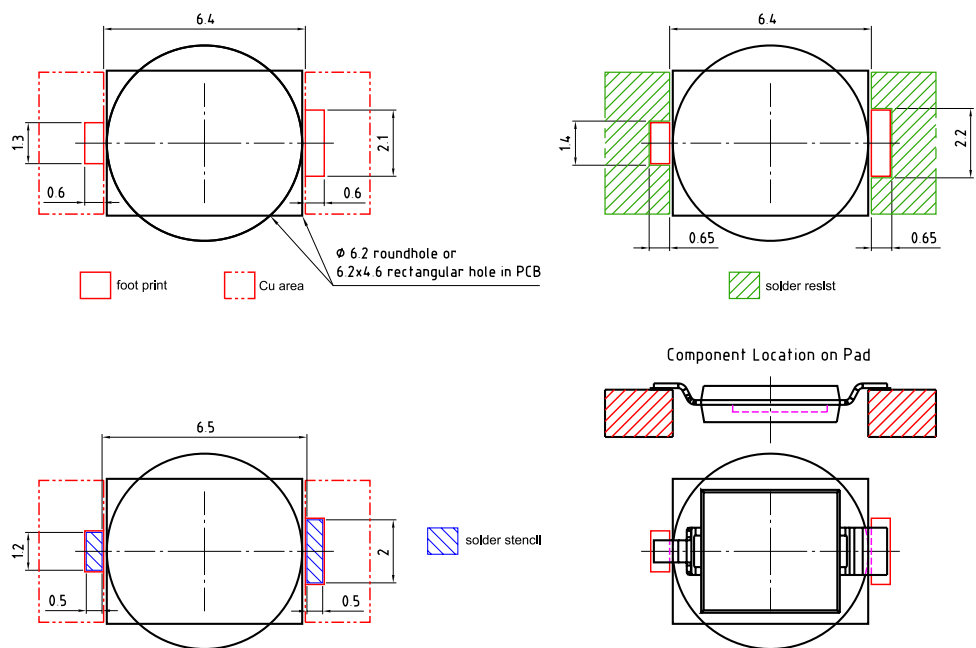 6.4
1.3
2.1
0.6
0.6
Ø 6.2 roundhole or
6.2x4.6 rectangular hole in PCB
foot print
Cu area
6.4
1.4
2.2
0.65
0.65
solder resist
6.5
1.2
2
0.5
0.5
solder stencil
Component Location on Pad